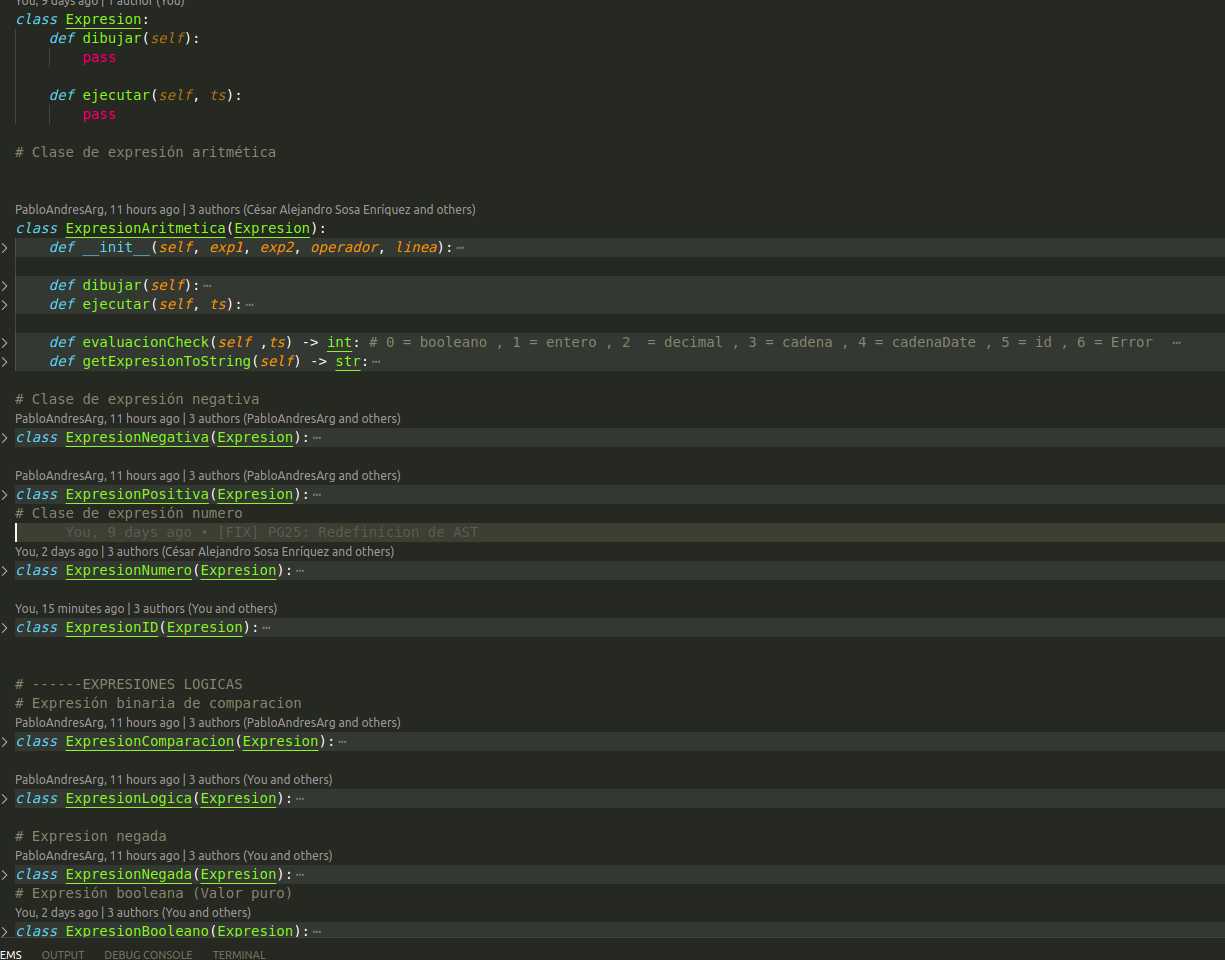 You, 9 days ago | 1 author (You)
class Expresion:
def dibujar(self):
pass
def ejecutar(self, ts):
pass
# Clase de expresión aritmética
PabloAndresArg, 11 hours ago | 3 authors (César Alejandro Sosa Enríquez and others)
class ExpresionAritmetica(Expresion):
def __init__(self, exp1, exp2, operador, linea):⋯
def dibujar(self):⋯
def ejecutar(self, ts):⋯
def evaluacionCheck(self ,ts) -> int: # 0 = booleano , 1 = entero , 2  = decimal , 3 = cadena , 4 = cadenaDate , 5 = id , 6 = Error ⋯
def getExpresionToString(self) -> str:⋯
# Clase de expresión negativa
PabloAndresArg, 11 hours ago | 3 authors (PabloAndresArg and others)
class ExpresionNegativa(Expresion):⋯
PabloAndresArg, 11 hours ago | 3 authors (PabloAndresArg and others)
class ExpresionPositiva(Expresion):⋯
# Clase de expresión numero
You, 9 days ago • [FIX] PG25: Redefinicion de AST
You, 2 days ago | 3 authors (César Alejandro Sosa Enríquez and others)
class ExpresionNumero(Expresion):⋯
You, 15 minutes ago | 3 authors (You and others)
class ExpresionID(Expresion):⋯
# ------EXPRESIONES LOGICAS
# Expresión binaria de comparacion
PabloAndresArg, 11 hours ago | 3 authors (PabloAndresArg and others)
class ExpresionComparacion(Expresion):⋯
PabloAndresArg, 11 hours ago | 3 authors (You and others)
class ExpresionLogica(Expresion):⋯
# Expresion negada
PabloAndresArg, 11 hours ago | 3 authors (You and others)
class ExpresionNegada(Expresion):⋯
# Expresión booleana (Valor puro)
You, 2 days ago | 3 authors (You and others)
class ExpresionBooleano(Expresion):⋯
EMS OUTPUT DEBUG CONSOLE TERMINAL